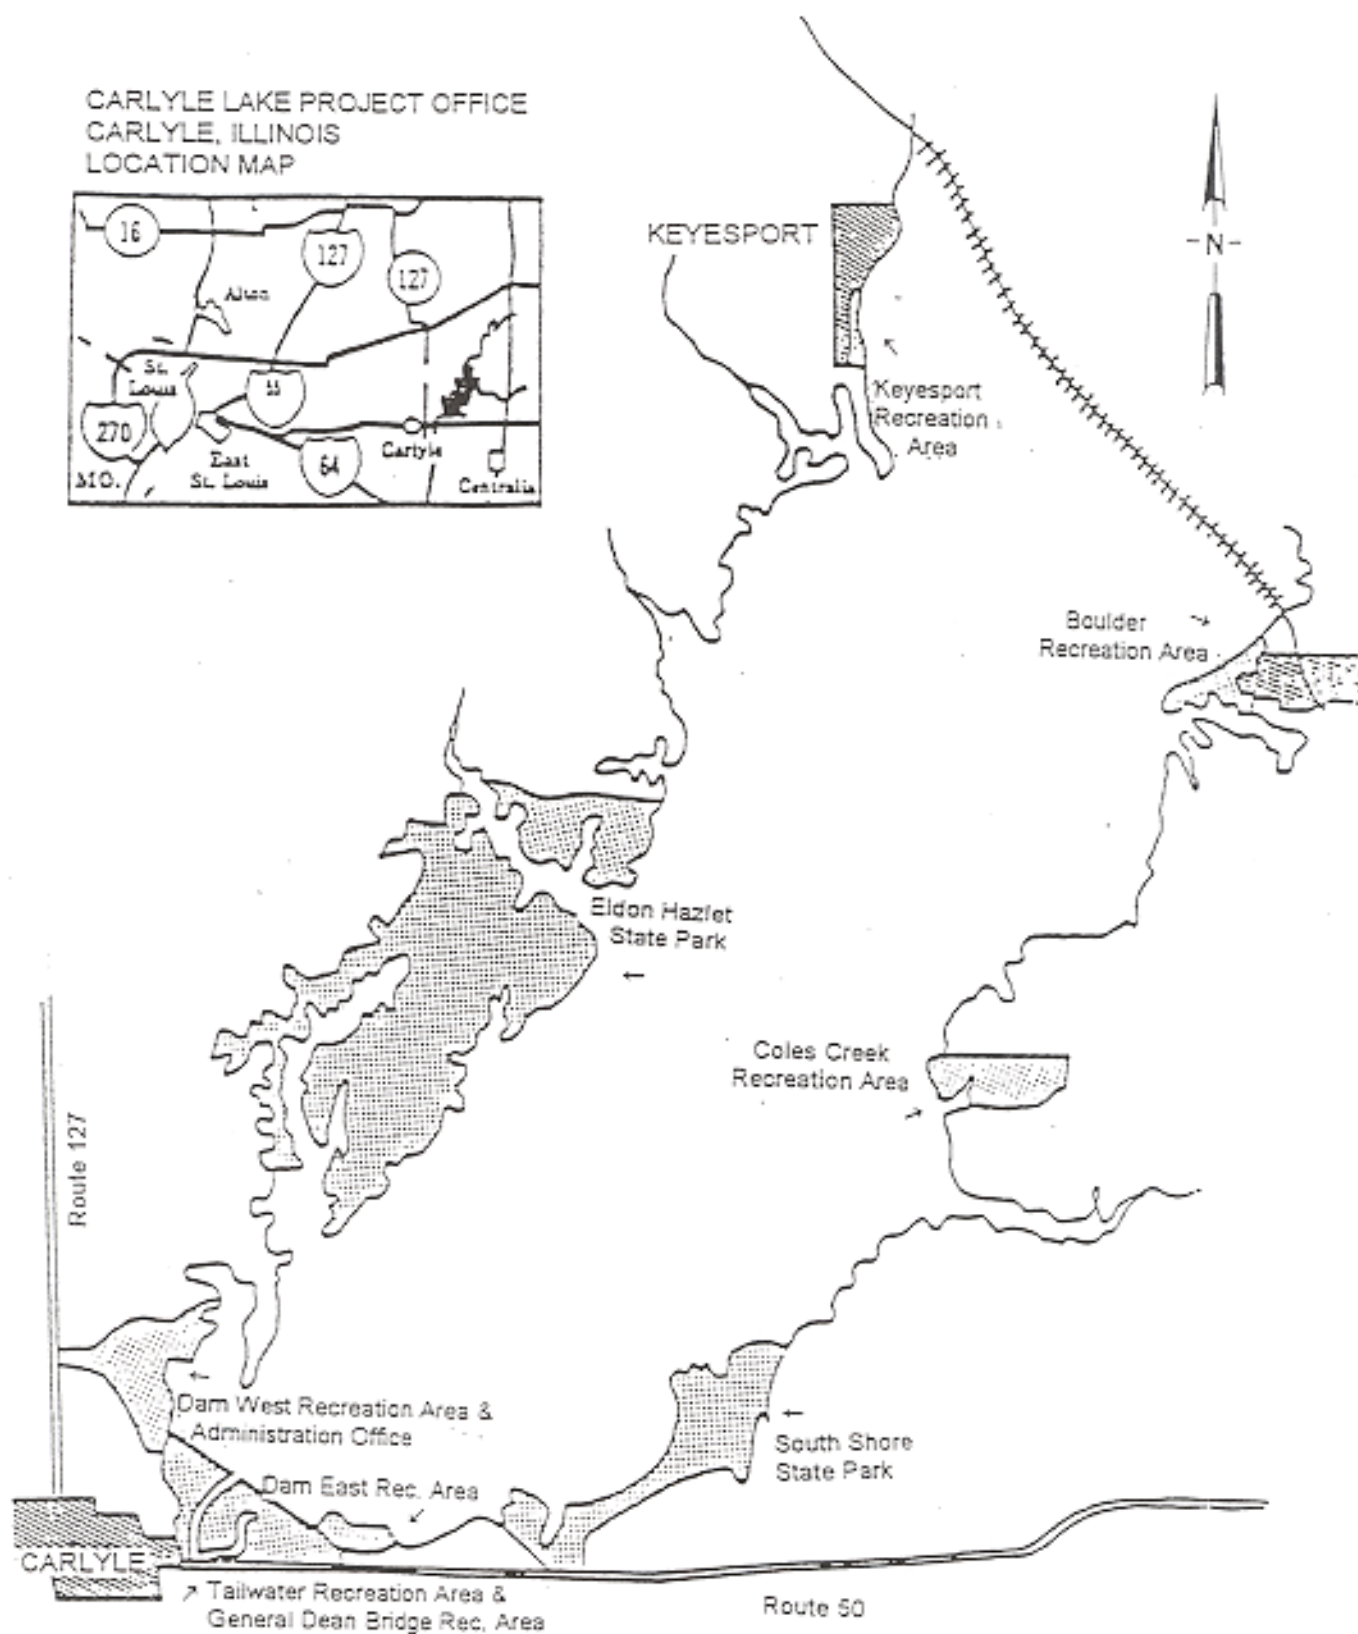 CARLYLE LAKE PROJECT OFFICE
CARLYLE, ILLINOIS
LOCATION MAP
16
127
127
Alton
St.
Louis
55
270
64
East
St. Louis
Carlyle
MO.
Centralia
KEYESPORT
N
Keyesport
Recreation
Area
Boulder
Recreation Area
Eldon Hazlet
State Park
Coles Creek
Recreation Area
Route 127
Dam West Recreation Area &
Administration Office
South Shore
State Park
Dam East Rec. Area
CARLYLE
Tailwater Recreation Area &
General Dean Bridge Rec. Area
Route 50